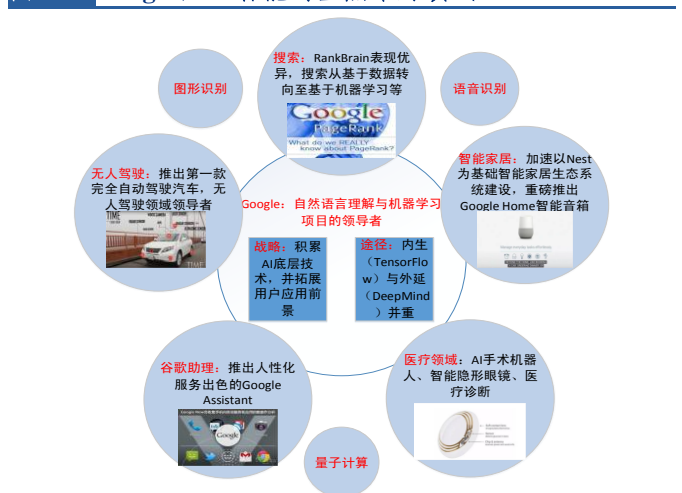 搜索：RankBrain表现优
异，搜索从基于数据转
向至基于机器学习等
Google
PageRank
What do we REALLY
know about PageRank?
图形识别
语音识别
无人驾驶：推出第一款
完全自动驾驶汽车，无
人驾驶领域领导者
TIME
TIME
智能家居：加速以Nest
为基础智能家居生态系
统建设，重磅推出
Google Home智能音箱
Google：自然语言理解与机器学习
项目的领导者
战略：积累
AI底层技
术，并拓展
用户应用前
景
途径：内生
（TensorFlo
w）与外延
（DeepMind
）并重
谷歌助理：推出人性化
服务出色的Google
Assistant
Google
医疗领域：AI手术机器
人、智能隐形眼镜、医
疗诊断
量子计算